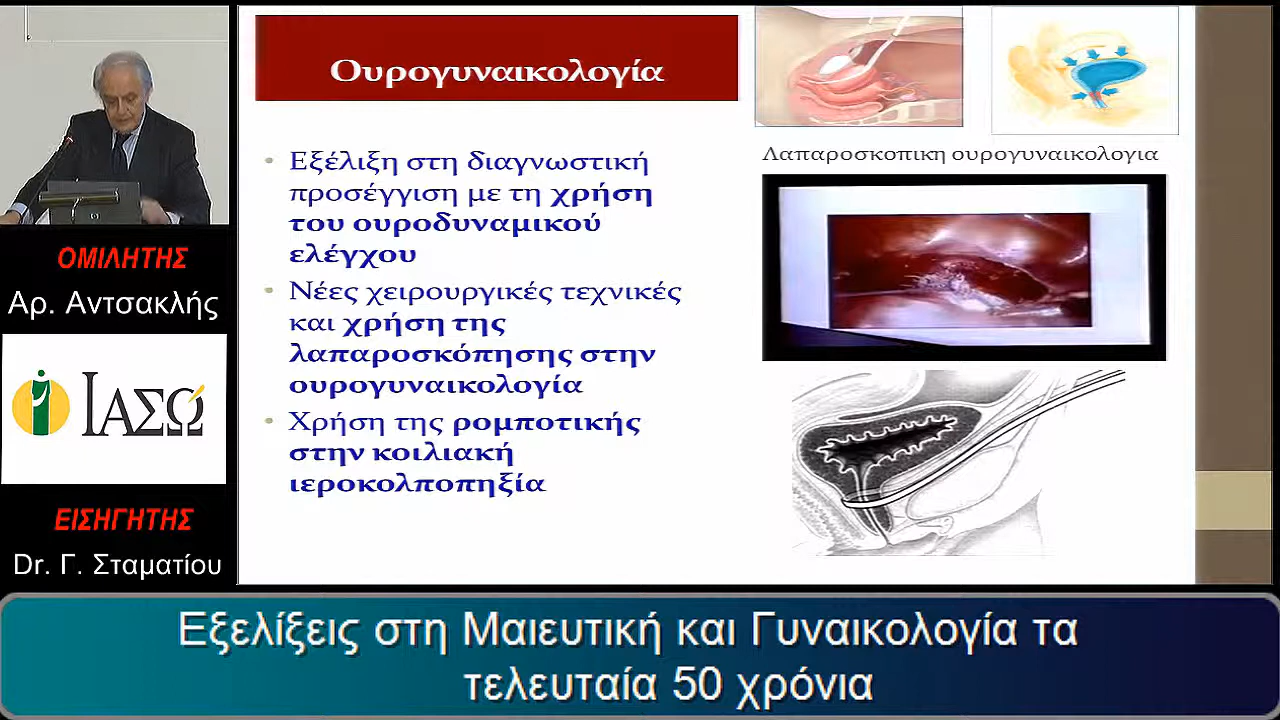 Ουρογυναικολογία
Εξέλιξη στη διαγνωστική
προσέγγιση με τη χρήση
του ουροδυναμικού
ελέγχου
Νέες χειρουργικές τεχνικές
και χρήση της
λαπαροσκόπησης στην
ουρογυναικολογία
Χρήση της ρομποτικής
στην κοιλιακή
ιεροκολποπηξία
Λαπαροσκοπικη ουρογυναικολογια
ΟΜΙΛΗΤΗΣ
Αρ. Αντσακλής
ΙΑΣΩ
ΕΙΣΗΓΗΤΗΣ
Dr. Γ. Σταματίου
Εξελίξεις στη Μαιευτική και Γυναικολογία τα
τελευταία 50 χρόνια